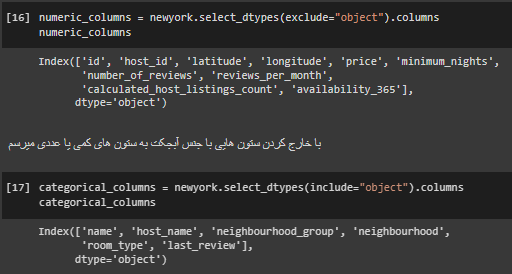 [16] numeric_columns = newyork.select_dtypes(exclude="object").columns
numeric_columns
Index(['id', 'host_id', 'latitude', 'longitude', 'price', 'minimum_nights',
'number_of_reviews', 'reviews_per_month',
'calculated_host_listings_count', 'availability_365'],
dtype='object')
با خارج کردن ستون هایی با جنس آبجکت به ستون های کمی یا عددی میرسم
[17] categorical_columns = newyork.select_dtypes(include="object").columns
categorical_columns
Index(['name', 'host_name', 'neighbourhood_group', 'neighbourhood',
'room_type', 'last_review'],
dtype='object')